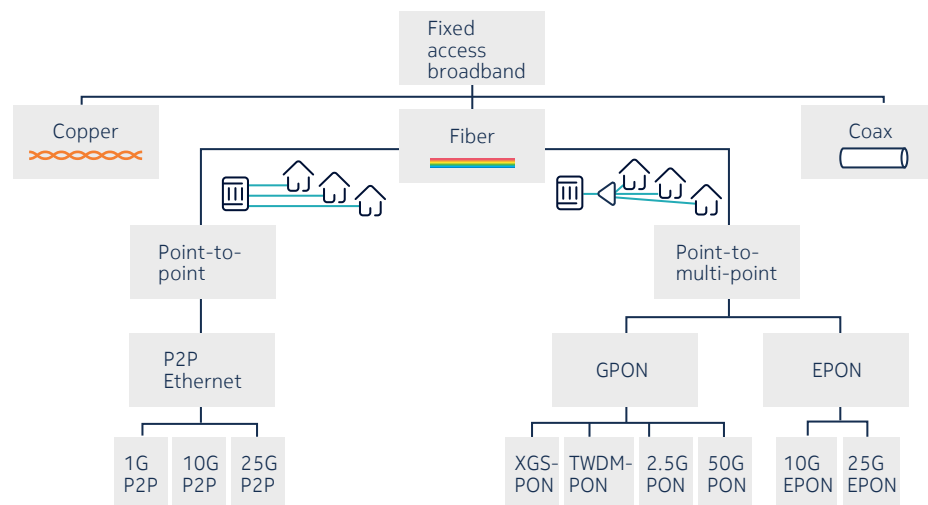 Fixed
access
broadband
Copper
Fiber
Coax
Point-to-
point
Point-to-
multi-point
P2P
Ethernet
GPON
EPON
1G
P2P
10G
P2P
25G
P2P
XGS-
PON
TWDM-
PON
2.5G
PON
50G
PON
10G
EPON
25G
EPON